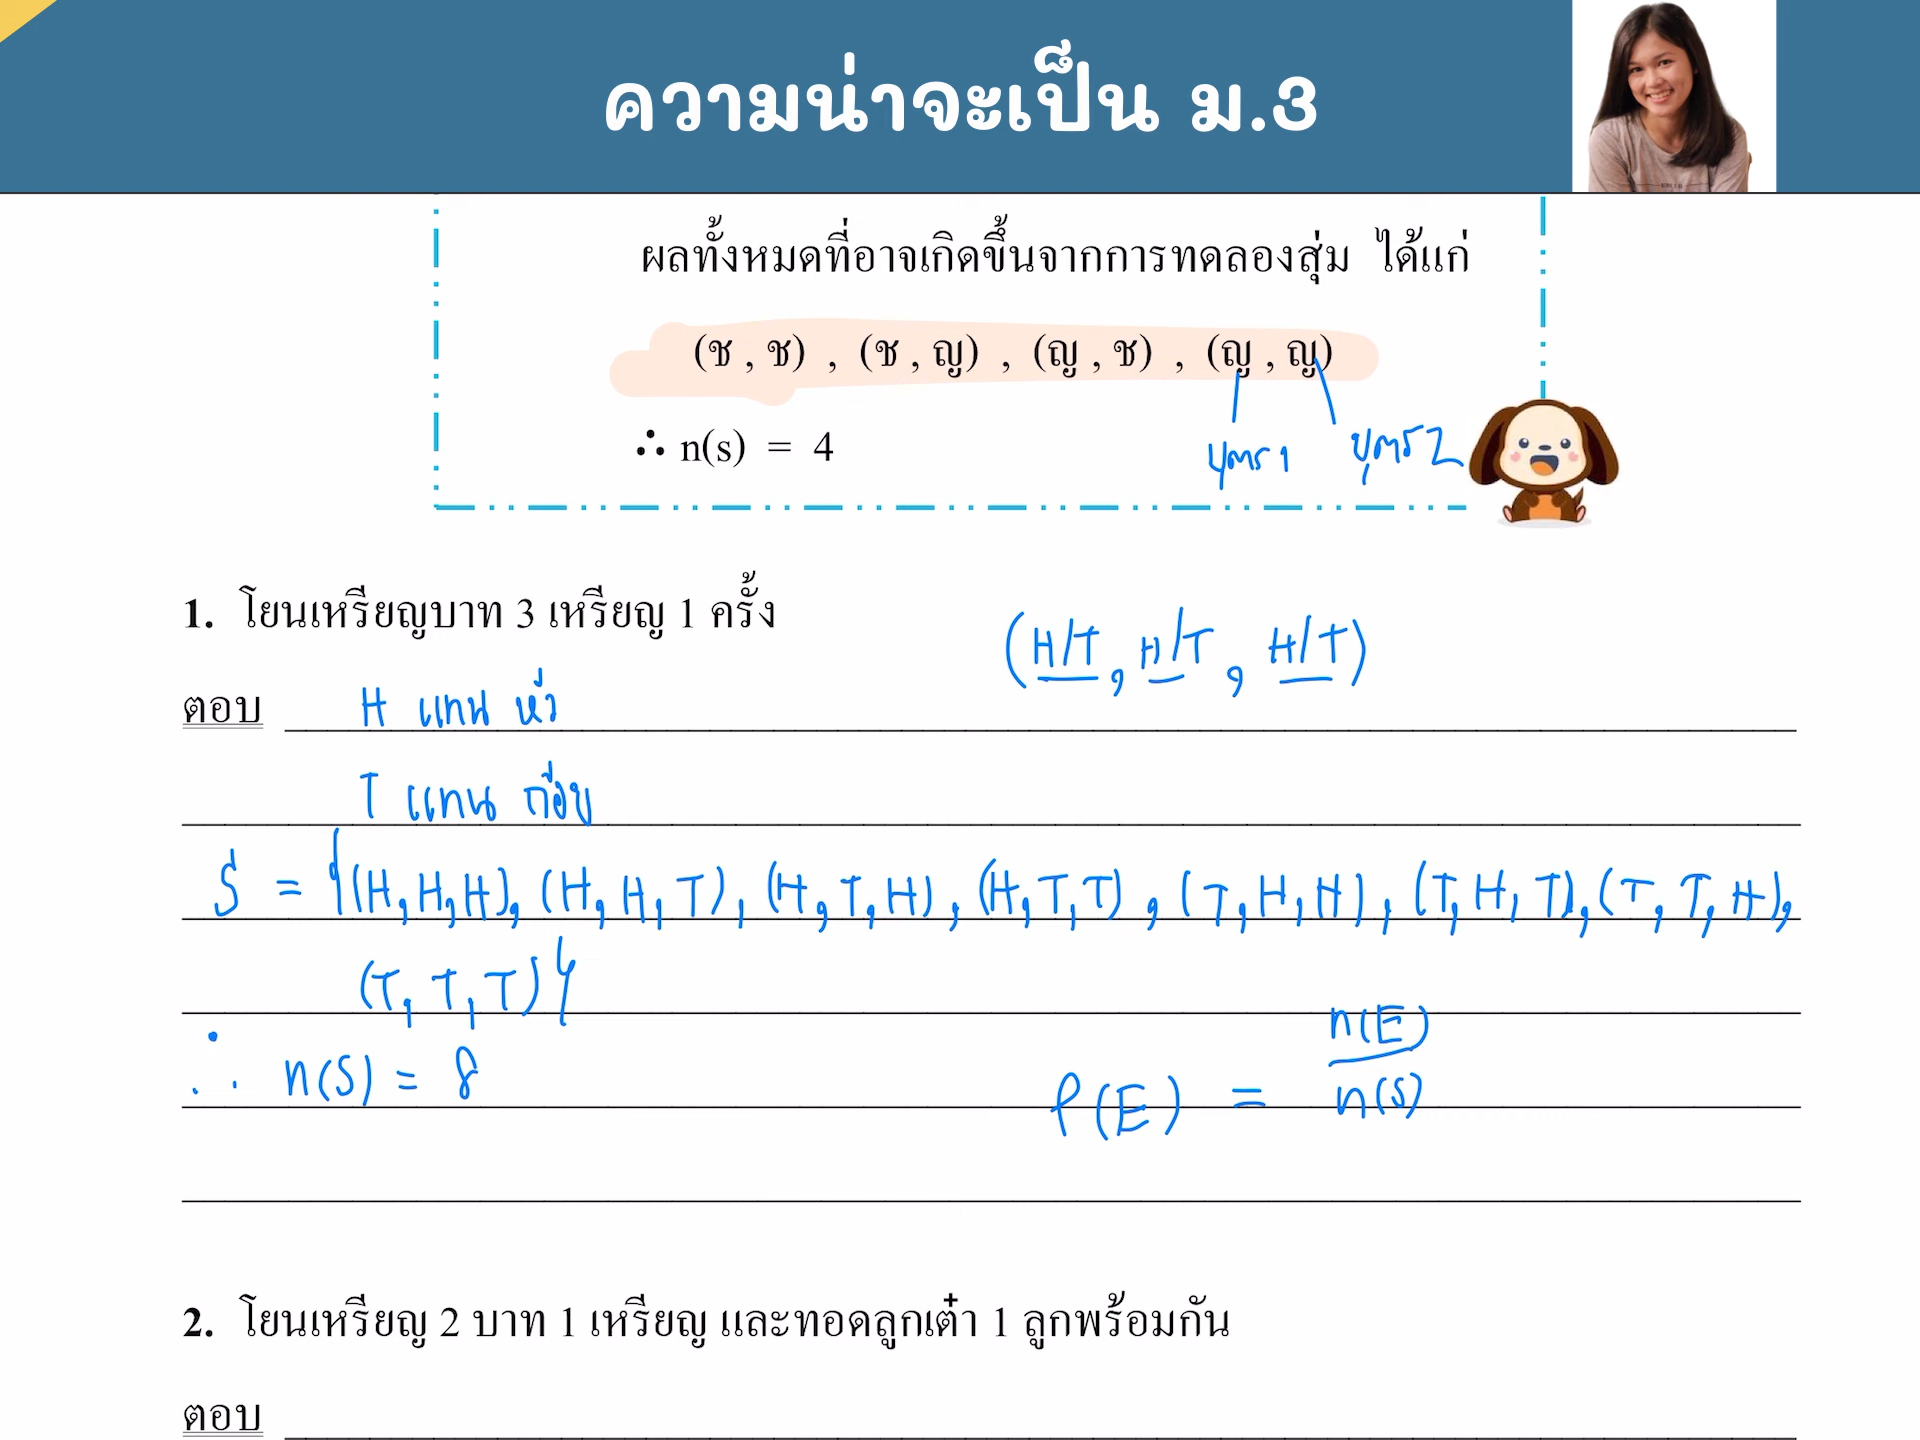 ความน่าจะเป็น ม.3
ผลทั้งหมดที่อาจเกิดขึ้นจากการทดลองสุ่ม ได้แก่
(ช , ช) , (ช , ญ) , (ญ , ช) , (ญ , ญ)
∴ n(s) = 4
บุตร 1 บุตร 2
1. โยนเหรียญบาท 3 เหรียญ 1 ครั้ง
(H/T, H/T, H/T)
ตอบ H แทน หัว
T แทน ก้อย
S = {(H,H,H), (H,H,T), (H,T,H), (H,T,T), (T,H,H), (T,H,T), (T,T,H),
(T,T,T)}
∴ n(S) = 8
P(E) = n(E)/n(S)
2. โยนเหรียญ 2 บาท 1 เหรียญ และทอดลูกเต๋า 1 ลูกพร้อมกัน
ตอบ